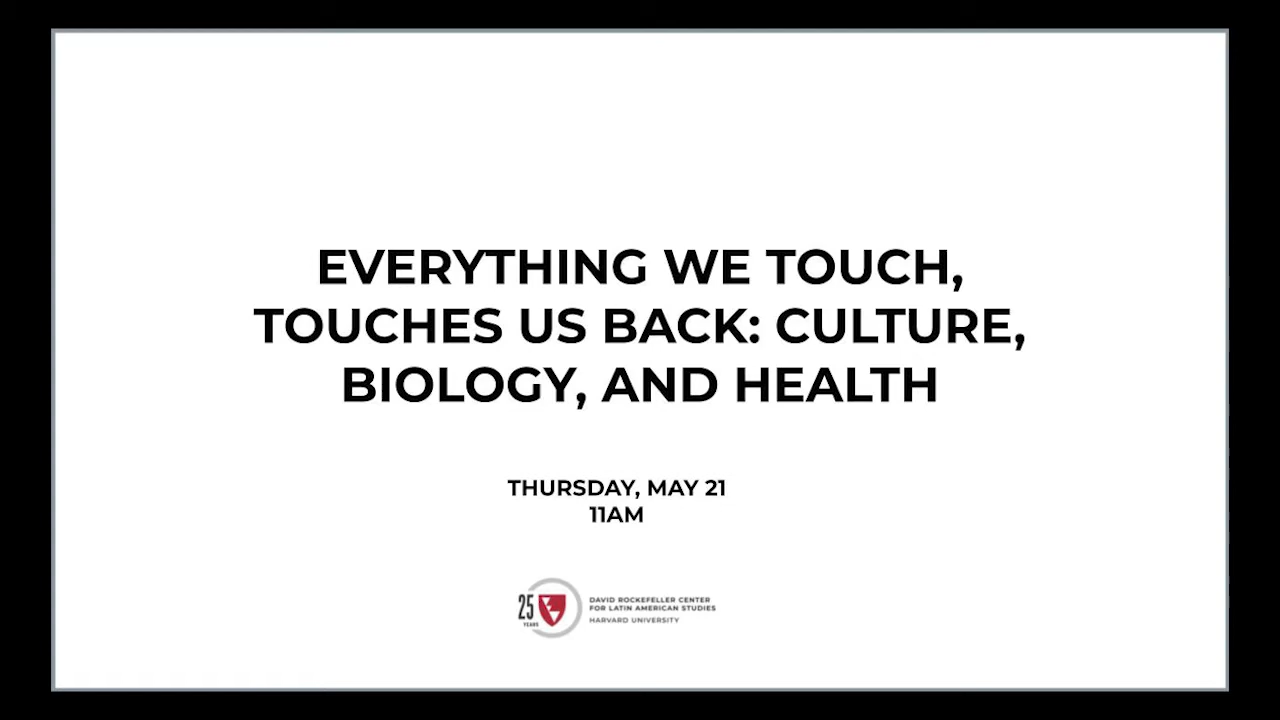 EVERYTHING WE TOUCH,
TOUCHES US BACK: CULTURE,
BIOLOGY, AND HEALTH
THURSDAY, MAY 21
11AM
25
YEARS
DAVID ROCKEFELLER CENTER
FOR LATIN AMERICAN STUDIES
HARVARD UNIVERSITY